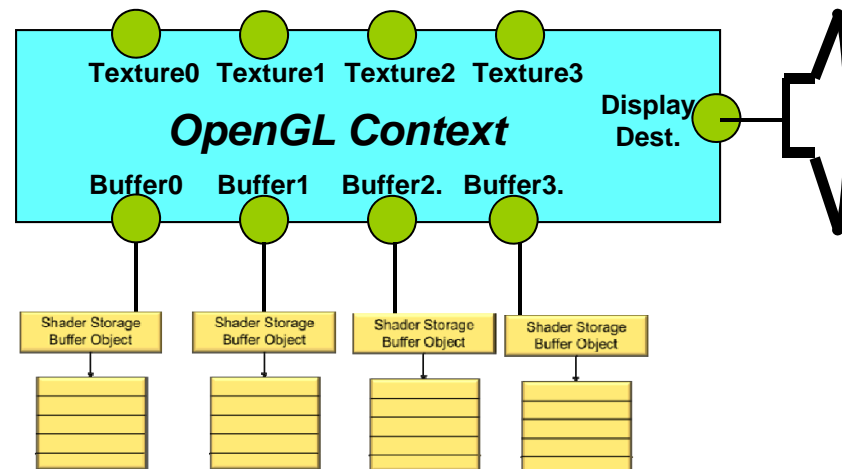 Texture0 Texture1 Texture2 Texture3
Display
Dest.
OpenGL Context
Buffer0 Buffer1 Buffer2. Buffer3.
Shader Storage
Buffer Object
Shader Storage
Buffer Object
Shader Storage
Buffer Object
Shader Storage
Buffer Object